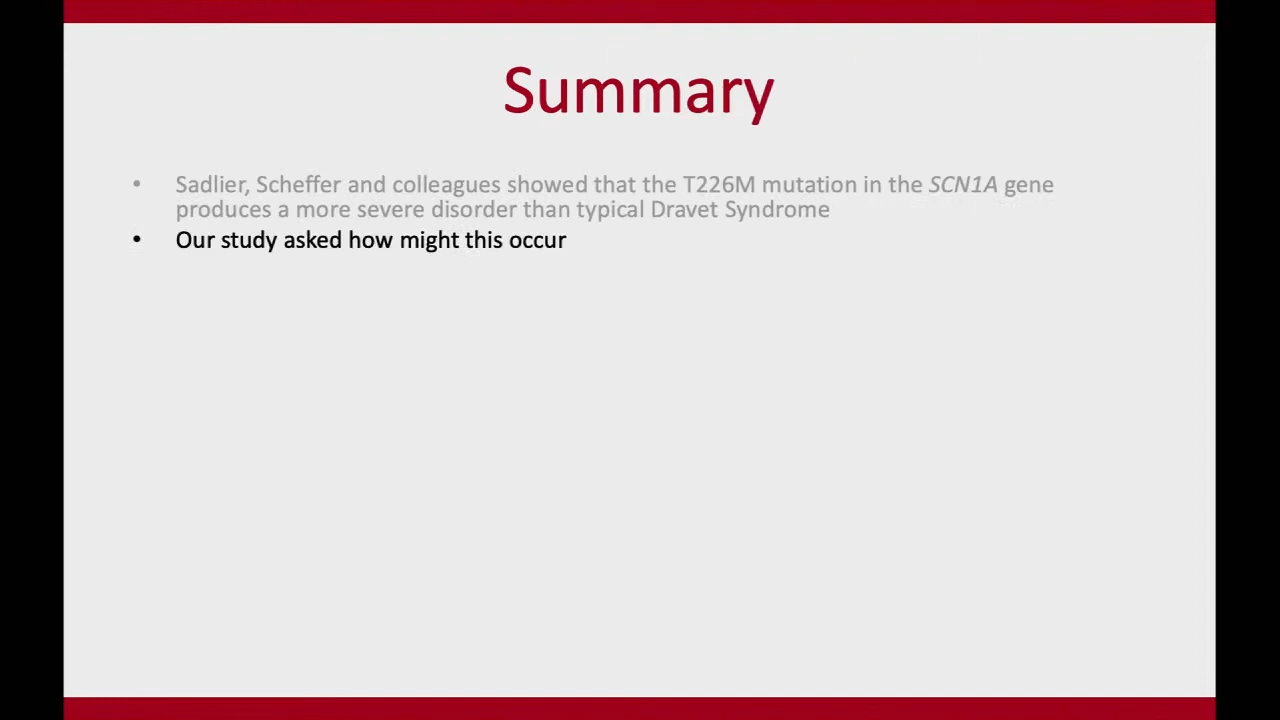 Summary
• Sadlier, Scheffer and colleagues showed that the T226M mutation in the SCN1A gene
produces a more severe disorder than typical Dravet Syndrome
• Our study asked how might this occur